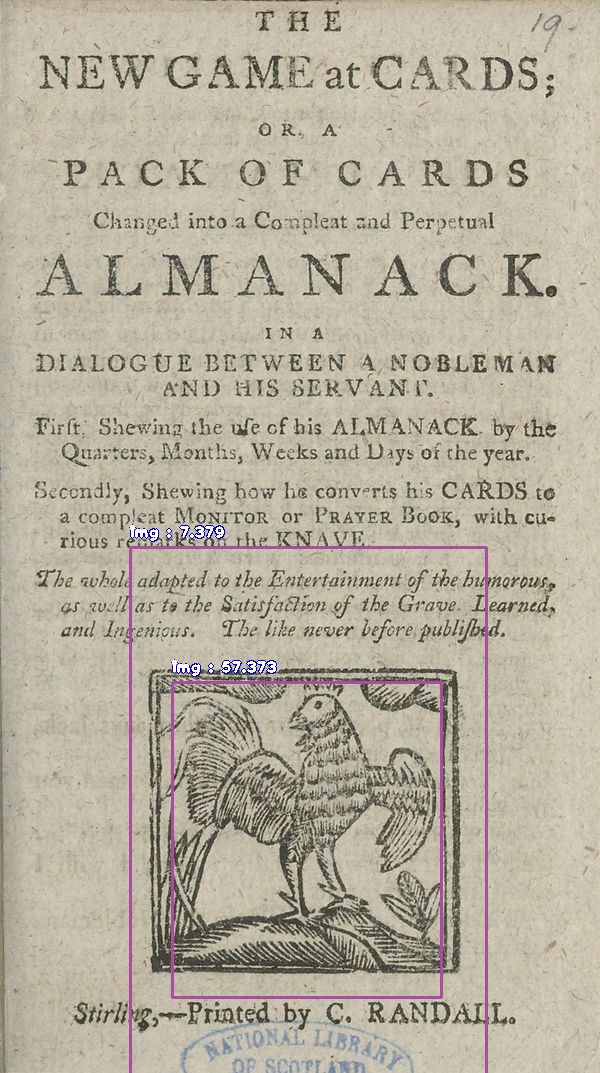 19.
THE
NEW GAME at CARDS;
OR, A
PACK OF CARDS
Changed into a Compleat and Perpetual
ALMANACK.
IN A
DIALOGUE BETWEEN A NOBLEMAN
AND HIS SERVANT.
Firſt, Shewing the uſe of his ALMANACK by the
Quarters, Months, Weeks and Days of the year.
Secondly, Shewing how he converts his CARDS to
a compleat MONITOR or PRAYER BOOK, with cu-
rious remarks on the KNAVE.
img : 7.379
The whole adapted to the Entertainment of the humorous,
as well as to the Satisfaction of the Grave Learned,
and Ingenious. The like never before publiſhed.
img : 57.373
Stirling,—Printed by C. RANDALL.
NATIONAL LIBRARY
OF SCOTLAND